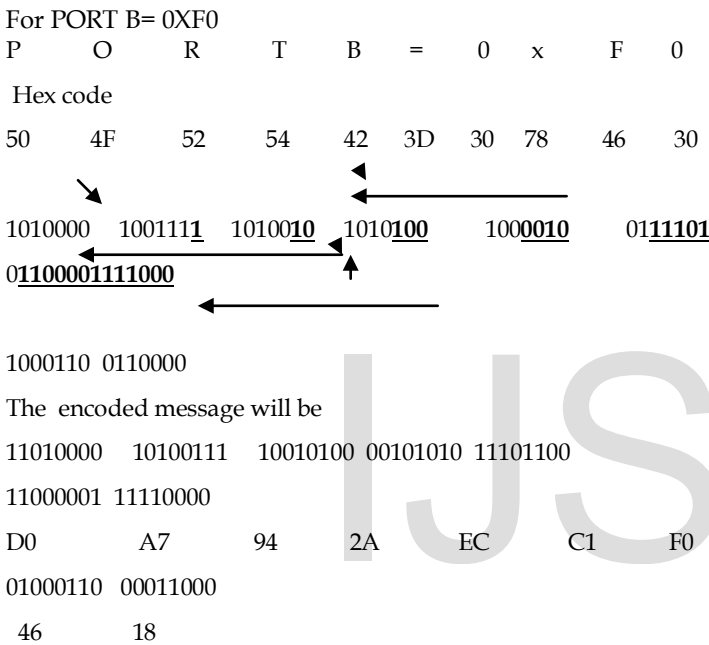 For PORT B= 0XF0
P O R T B = 0 x F 0
Hex code
50 4F 52 54 42 3D 30 78 46 30
1010000 1001111 1010010 1010100 1000010 0111101
01100001111000
1000110 0110000
The encoded message will be
11010000 10100111 10010100 00101010 11101100
11000001 11110000
D0 A7 94 2A EC C1 F0
01000110 00011000
46 18
IJS